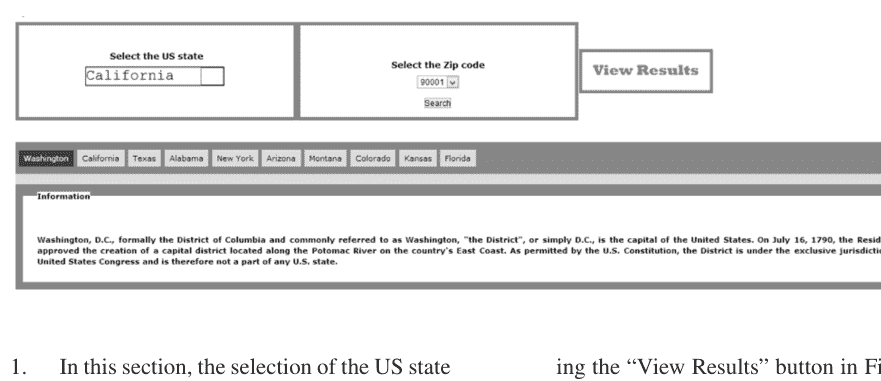 Select the US state
California
Select the Zip code
90001
Search
View Results
Washington California Texas Alabama New York Arizona Montana Colorado Kansas Florida
Information
Washington, D.C., formally the District of Columbia and commonly referred to as Washington, "the District", or simply D.C., is the capital of the United States. On July 16, 1790, the Resid
approved the creation of a capital district located along the Potomac River on the country's East Coast. As permitted by the U.S. Constitution, the District is under the exclusive jurisdictio
United States Congress and is therefore not a part of any U.S. state.
1. In this section, the selection of the US state ing the “View Results” button in Fi